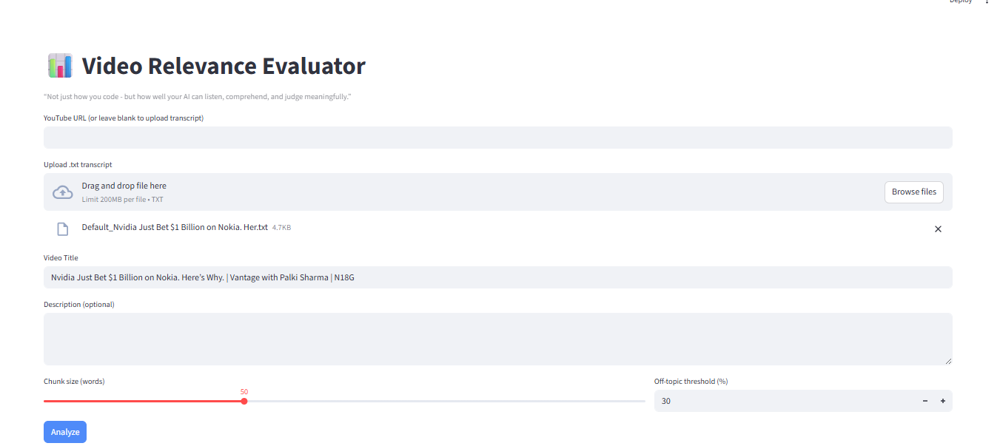 Deploy
Video Relevance Evaluator
"Not just how you code - but how well your AI can listen, comprehend, and judge meaningfully."
YouTube URL (or leave blank to upload transcript)
Upload .txt transcript
Drag and drop file here
Limit 200MB per file • TXT
Browse files
Default_Nvidia Just Bet $1 Billion on Nokia. Her.txt 4.7KB
Video Title
Nvidia Just Bet $1 Billion on Nokia. Here’s Why. | Vantage with Palki Sharma | N18G
Description (optional)
Chunk size (words)
50
Off-topic threshold (%)
30
Analyze